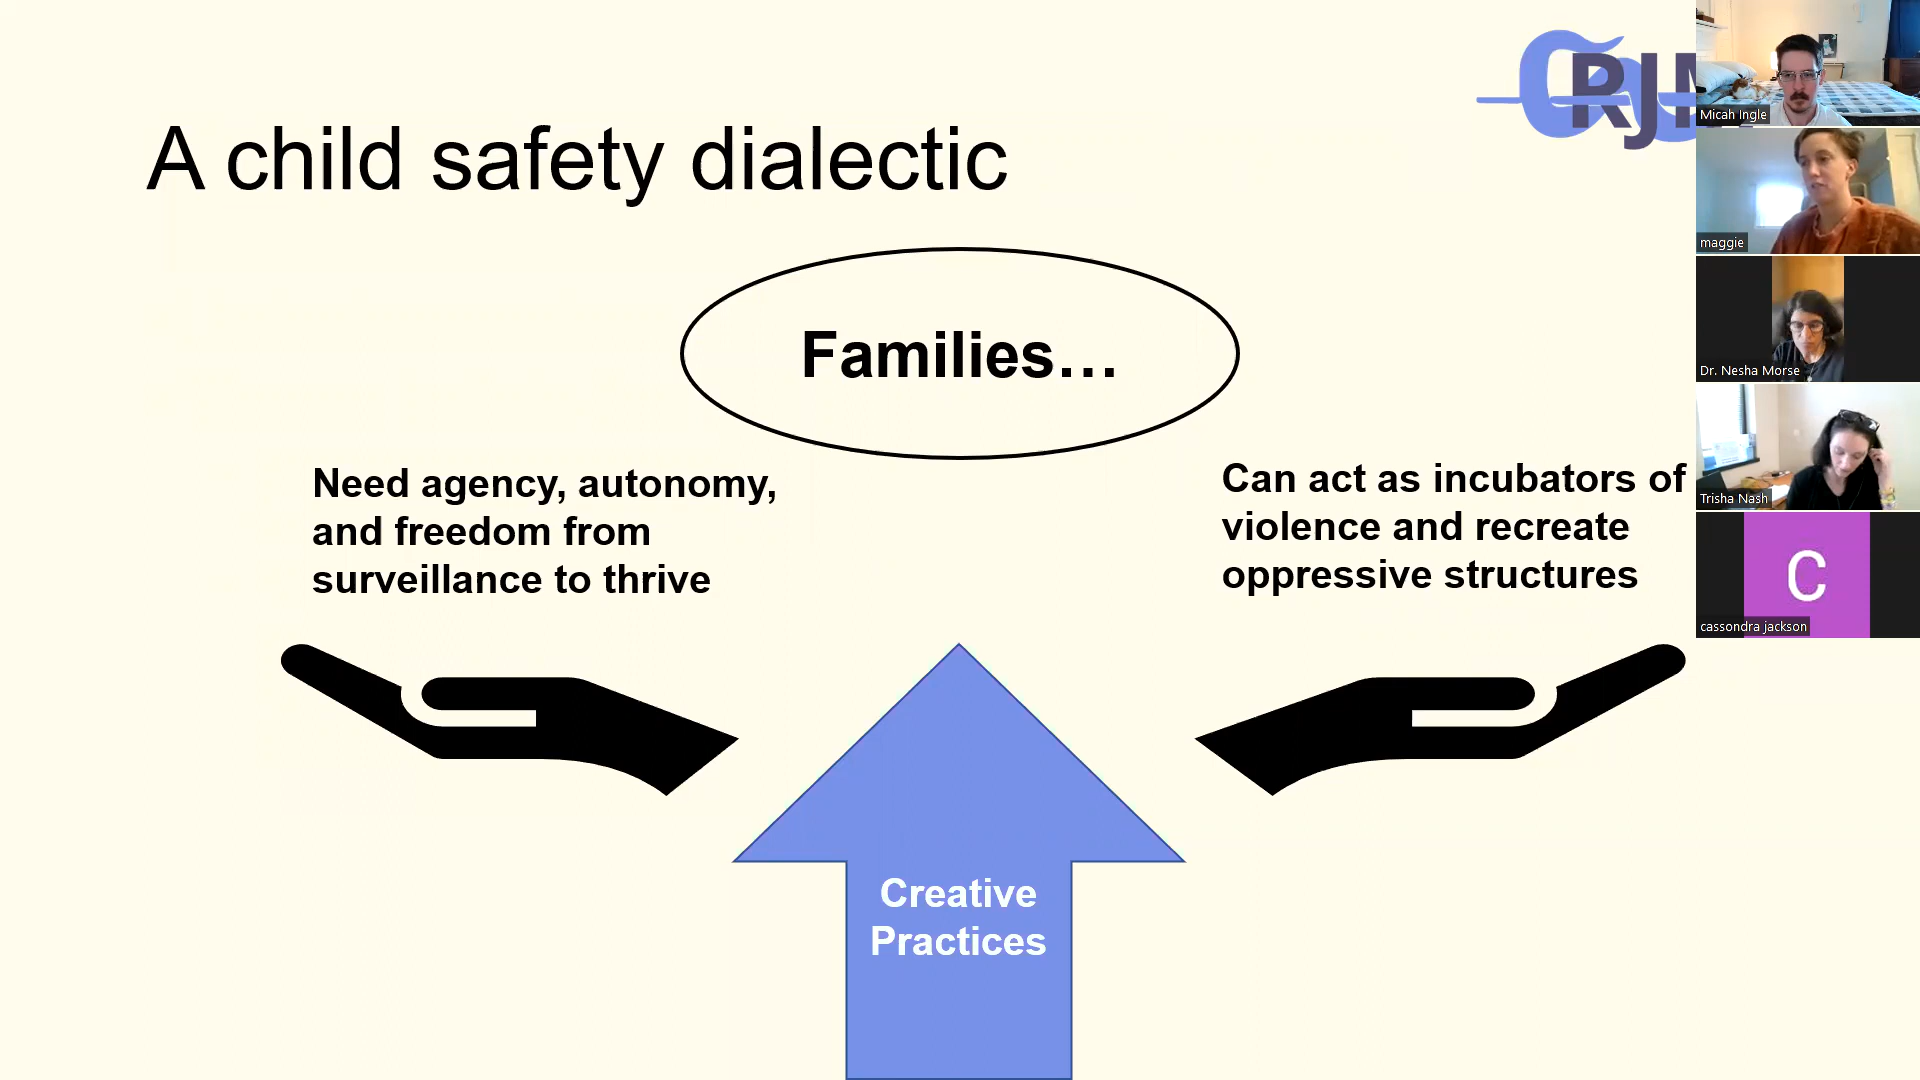 A child safety dialectic
RJM
Families…
Need agency, autonomy,
and freedom from
surveillance to thrive
Can act as incubators of
violence and recreate
oppressive structures
Creative
Practices
Micah Ingle
maggie
Dr. Nesha Morse
Trisha Nash
C
cassondra jackson